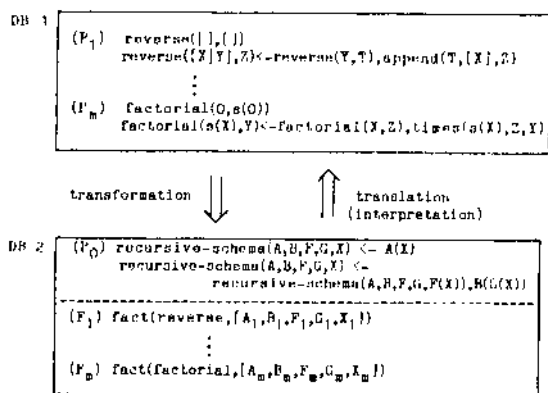 DB 1
(P1) reverse([],[])
reverse([X|Y],Z)<-reverse(Y,T),append(T,[X],Z)
(Pm) factorial(0,s(0))
factorial(s(X),Y)<-factorial(X,Z),times(s(X),Z,Y)
transformation
translation
(interpretation)
DB 2
(P0) recursive-schema(A,B,F,G,X) <- A(X)
recursive-schema(A,B,F,G,X) <-
recursive-schema(A,B,F,G,F(X)),B(G(X))
(F1) fact(reverse,[A1,B1,F1,G1,X1])
(Fm) fact(factorial,[Am,Bm,Fm,Gm,Xm])